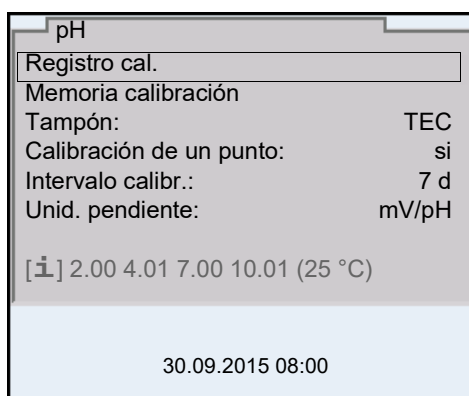 pH
Registro cal.
Memoria calibración
Tampón: TEC
Calibración de un punto: si
Intervalo calibr.: 7 d
Unid. pendiente: mV/pH
[i] 2.00 4.01 7.00 10.01 (25 °C)
30.09.2015 08:00